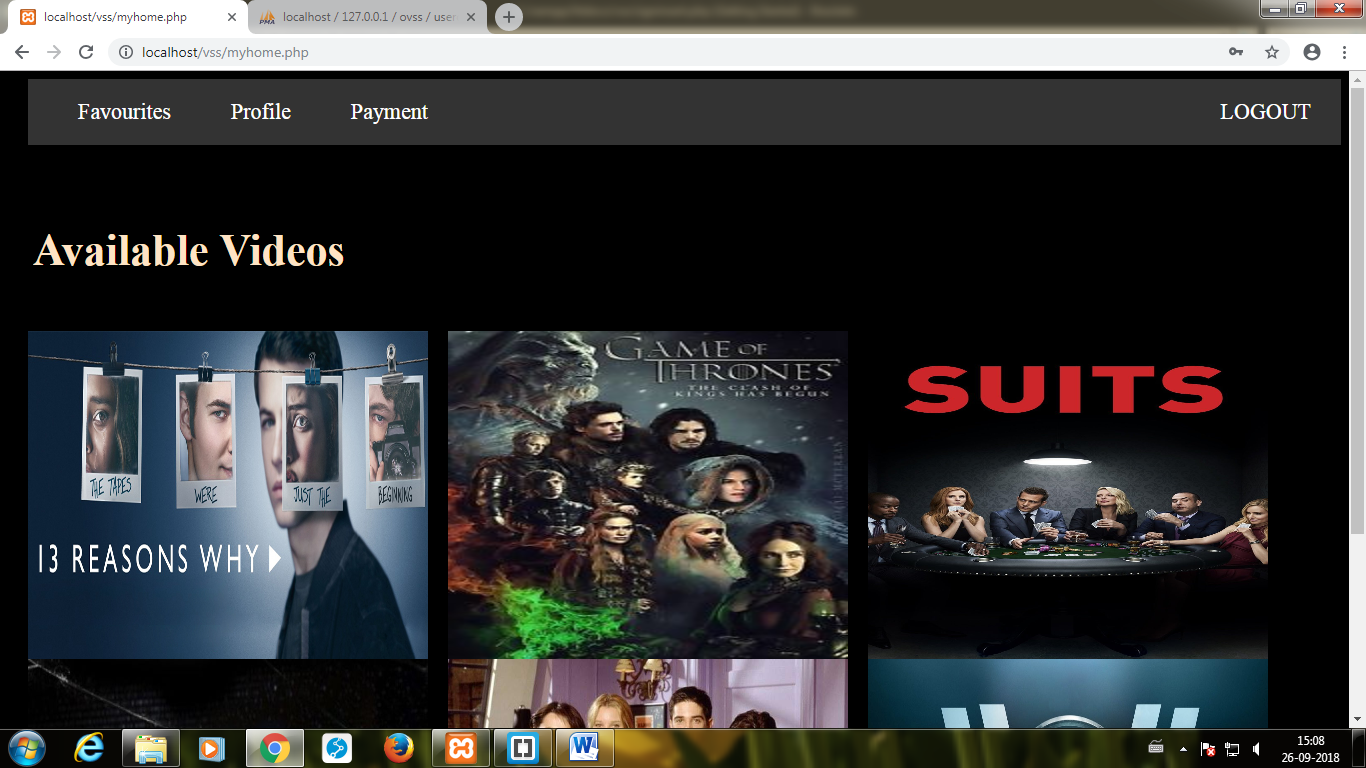 localhost/vss/myhome.php
localhost / 127.0.0.1 / ovss / user
localhost/vss/myhome.php
Favourites Profile Payment LOGOUT
Available Videos
THE TAPES WERE JUST THE BEGINNING
13 REASONS WHY
GAME OF
THRONES
THE CLASH OF
KINGS HAS BEGUN
SUITS
15:08
26-09-2018